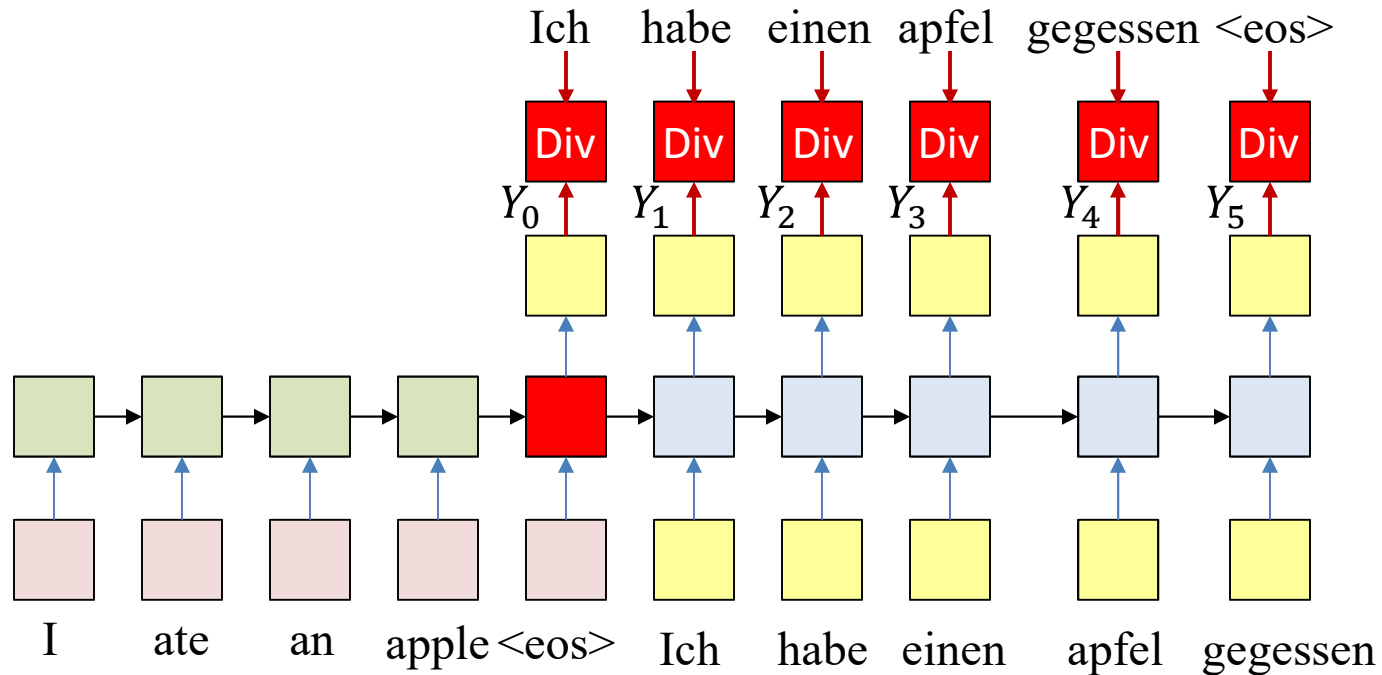 Ich habe einen apfel gegessen <eos>
Div Div Div Div Div Div
Y₀ Y₁ Y₂ Y₃ Y₄ Y₅
I ate an apple <eos> Ich habe einen apfel gegessen